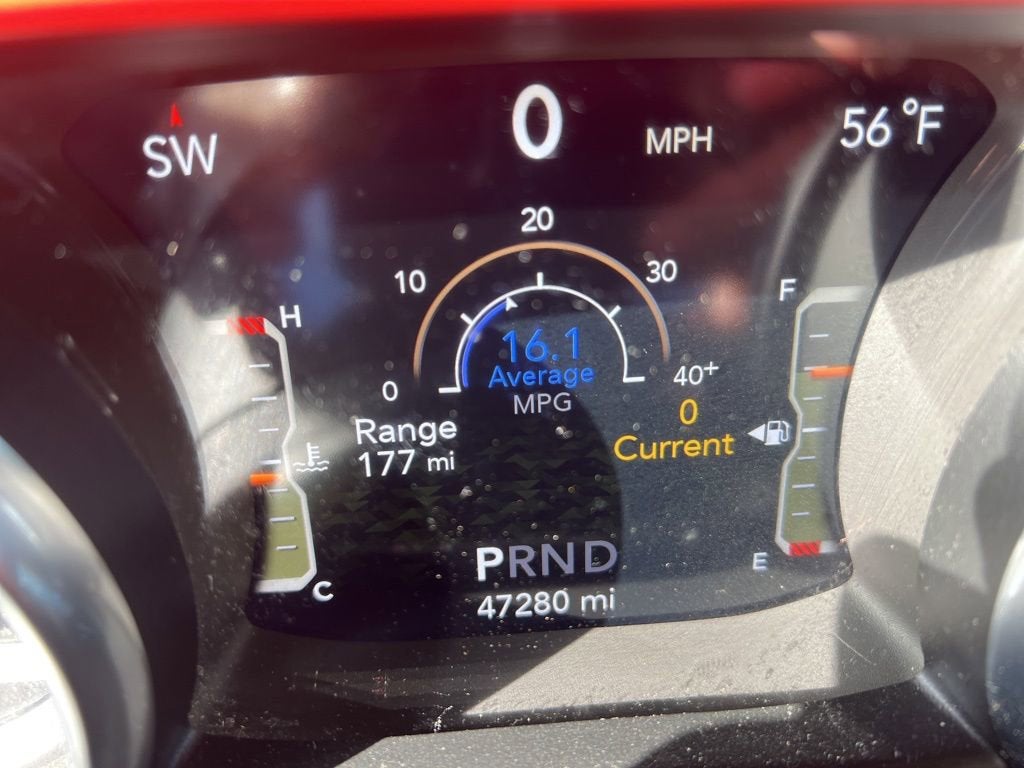 SW
0 MPH
56 °F
20
10
30
0
40+
16.1
Average
MPG
Range
177 mi
0
Current
H
C
F
E
PRND
47280 mi